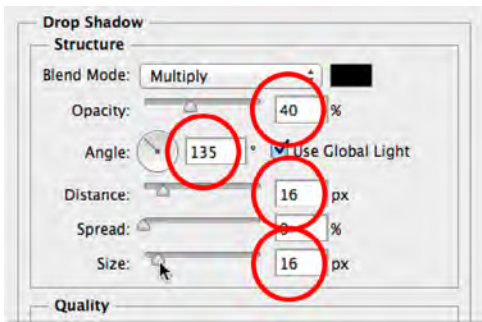 Drop Shadow
Structure
Blend Mode: Multiply
Opacity: 40 %
Angle: 135 ° Use Global Light
Distance: 16 px
Spread: 0 %
Size: 16 px
Quality